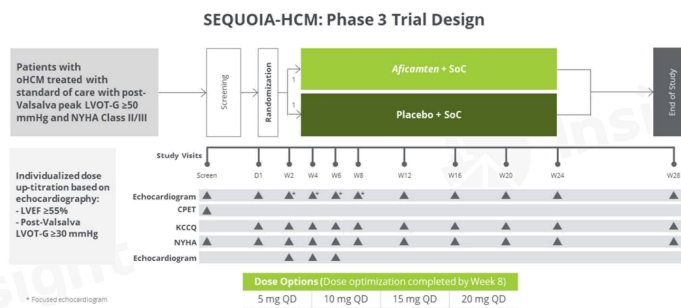 SEQUOIA-HCM: Phase 3 Trial Design
Patients with
oHCM treated with
standard of care with post-
Valsalva peak LVOT-G ≥50
mmHg and NYHA Class II/III
Screening
Randomization
1
1
Aficamten + SoC
Placebo + SoC
End of Study
Individualized dose
up-titration based on
echocardiography:
- LVEF ≥55%
- Post-Valsalva
LVOT-G ≥30 mmHg
Study Visits
Screen D1 W2 W4 W6 W8 W12 W16 W20 W24 W28
Echocardiogram * * * *
CPET
KCCQ
NYHA
Echocardiogram
Dose Options (Dose optimization completed by Week 8)
5 mg QD 10 mg QD 15 mg QD 20 mg QD
* Focused echocardiogram